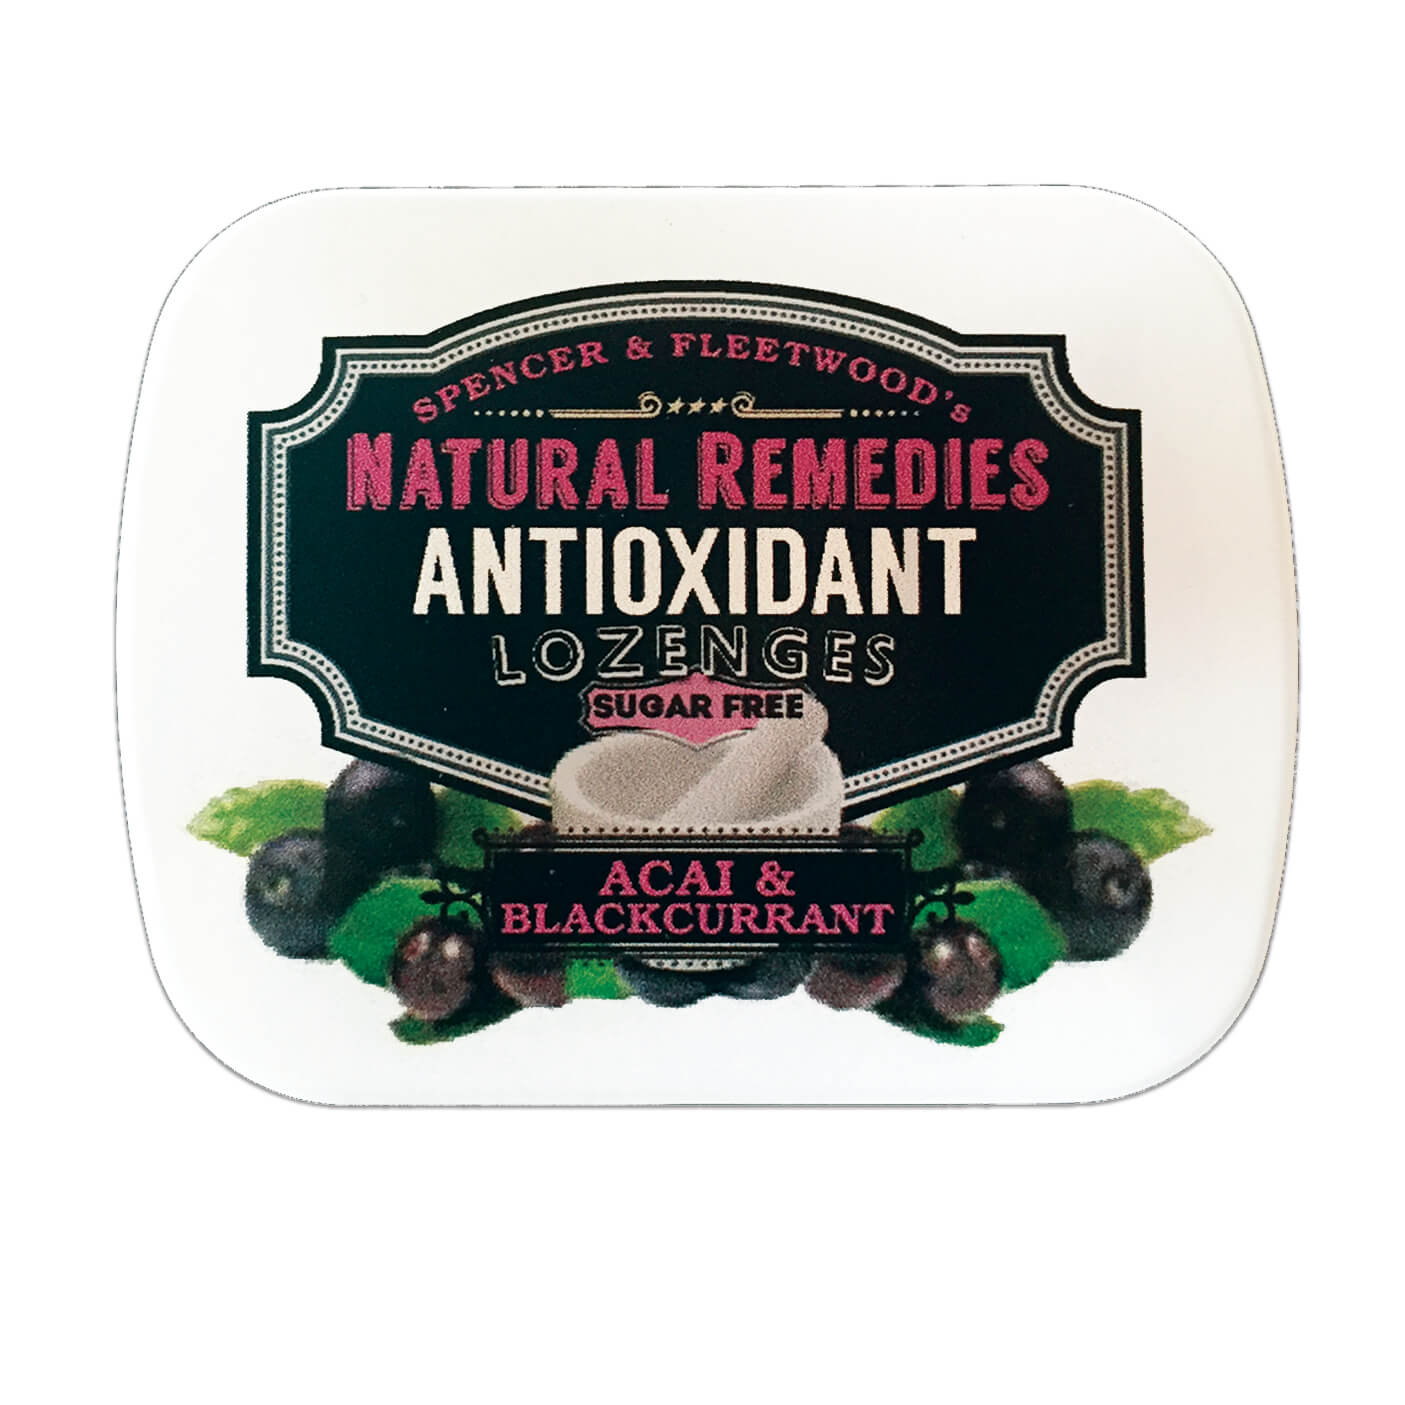 SPENCER & FLEETWOOD's
NATURAL REMEDIES
ANTIOXIDANT
LOZENGES
SUGAR FREE
ACAI &
BLACKCURRANT